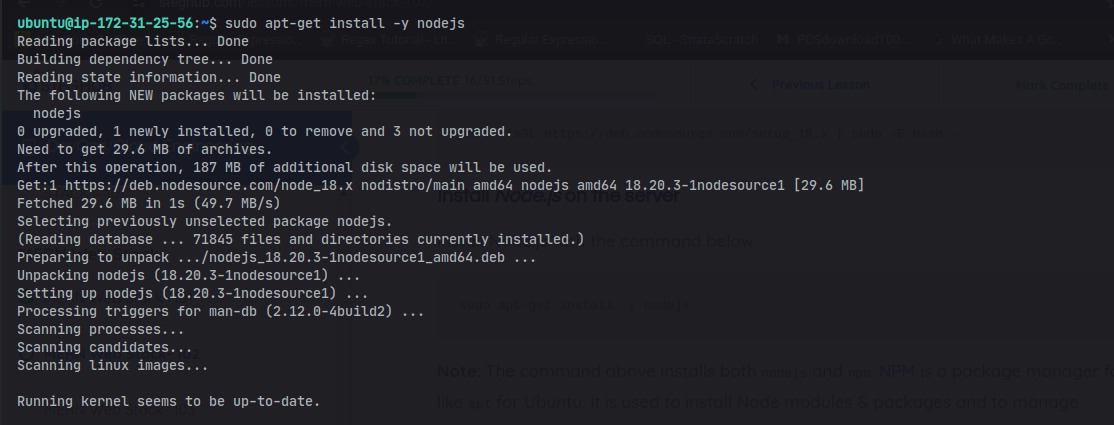 ubuntu@ip-172-31-25-56:~$ sudo apt-get install -y nodejs
Reading package lists... Done
Building dependency tree... Done
Reading state information... Done
The following NEW packages will be installed:
  nodejs
0 upgraded, 1 newly installed, 0 to remove and 3 not upgraded.
Need to get 29.6 MB of archives.
After this operation, 187 MB of additional disk space will be used.
Get:1 https://deb.nodesource.com/node_18.x nodistro/main amd64 nodejs amd64 18.20.3-1nodesource1 [29.6 MB]
Fetched 29.6 MB in 1s (49.7 MB/s)
Selecting previously unselected package nodejs.
(Reading database ... 71845 files and directories currently installed.)
Preparing to unpack .../nodejs_18.20.3-1nodesource1_amd64.deb ...
Unpacking nodejs (18.20.3-1nodesource1) ...
Setting up nodejs (18.20.3-1nodesource1) ...
Processing triggers for man-db (2.12.0-4build2) ...
Scanning processes...
Scanning candidates...
Scanning linux images...
Running kernel seems to be up-to-date.
17% COMPLETE
Previous Lesson
Mark Complete
Install Node.js on the server
the command below
sudo apt-get install -y nodejs
Note: The command above installs both nodejs and npm. NPM is a package manager
like apt for Ubuntu. It is used to install Node modules & packages and to manage